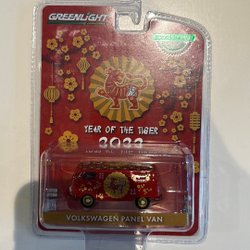 GREENLIGHT
YEAR OF THE TIGER
2022
VOLKSWAGEN PANEL VAN